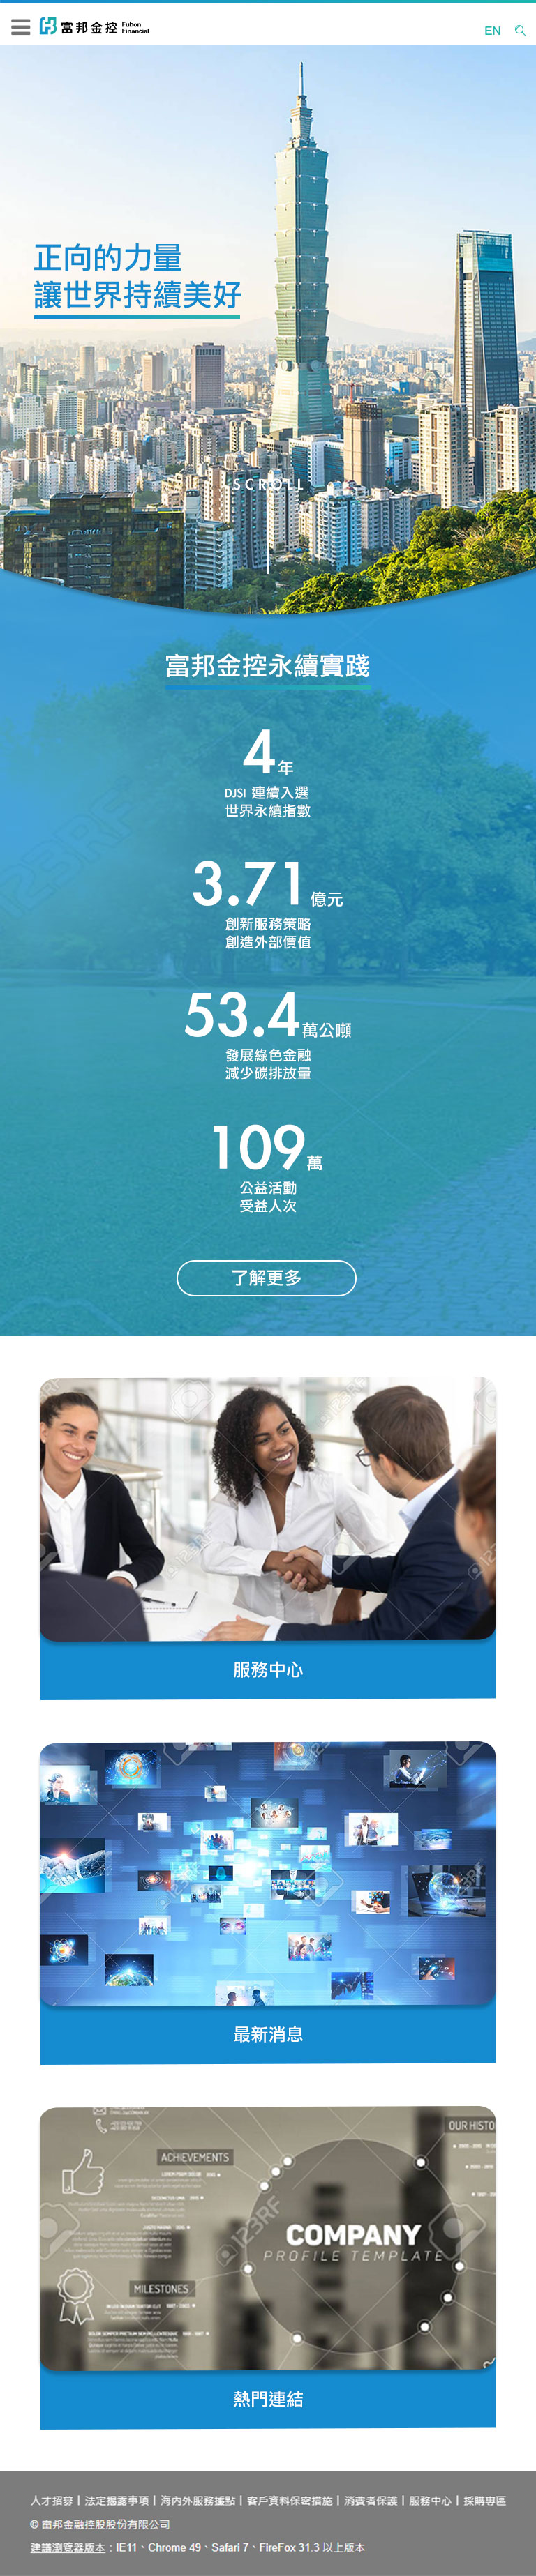 富邦金控 Fubon Financial
EN
正向的力量
讓世界持續美好
SCROLL
富邦金控永續實踐
4年
DJSI 連續入選
世界永續指數
3.71億元
創新服務策略
創造外部價值
53.4萬公噸
發展綠色金融
減少碳排放量
109萬
公益活動
受益人次
了解更多
服務中心
最新消息
OUR HISTO
ACHIEVEMENTS
COMPANY
PROFILE TEMPLATE
123RF
MILESTONES
熱門連結
人才招募 | 法定揭露事項 | 海內外服務據點 | 客戶資料保密措施 | 消費者保護 | 服務中心 | 採購專區
© 富邦金融控股股份有限公司
建議瀏覽器版本：IE11、Chrome 49、Safari 7、FireFox 31.3 以上版本